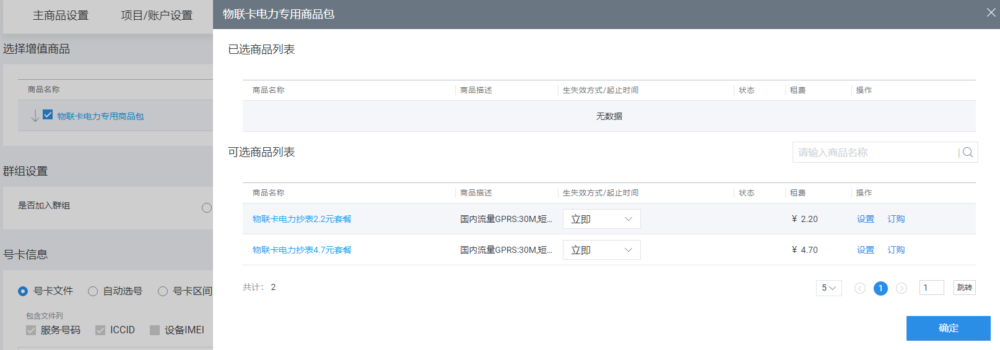 主商品设置 项目/账户设置
选择增值商品
商品名称
物联卡电力专用商品包
群组设置
是否加入群组
号卡信息
号卡文件 自动选号 号卡区间
包含文件列
服务号码 ICCID 设备IMEI
物联卡电力专用商品包
已选商品列表
商品名称 商品描述 生失效方式/起止时间 状态 租费 操作
无数据
可选商品列表 请输入商品名称
商品名称 商品描述 生失效方式/起止时间 状态 租费 操作
物联卡电力抄表2.2元套餐 国内流量GPRS:30M,短... 立即 ¥ 2.20 设置 订购
物联卡电力抄表4.7元套餐 国内流量GPRS:30M,短... 立即 ¥ 4.70 设置 订购
共计: 2 5 1 1 跳转
确定